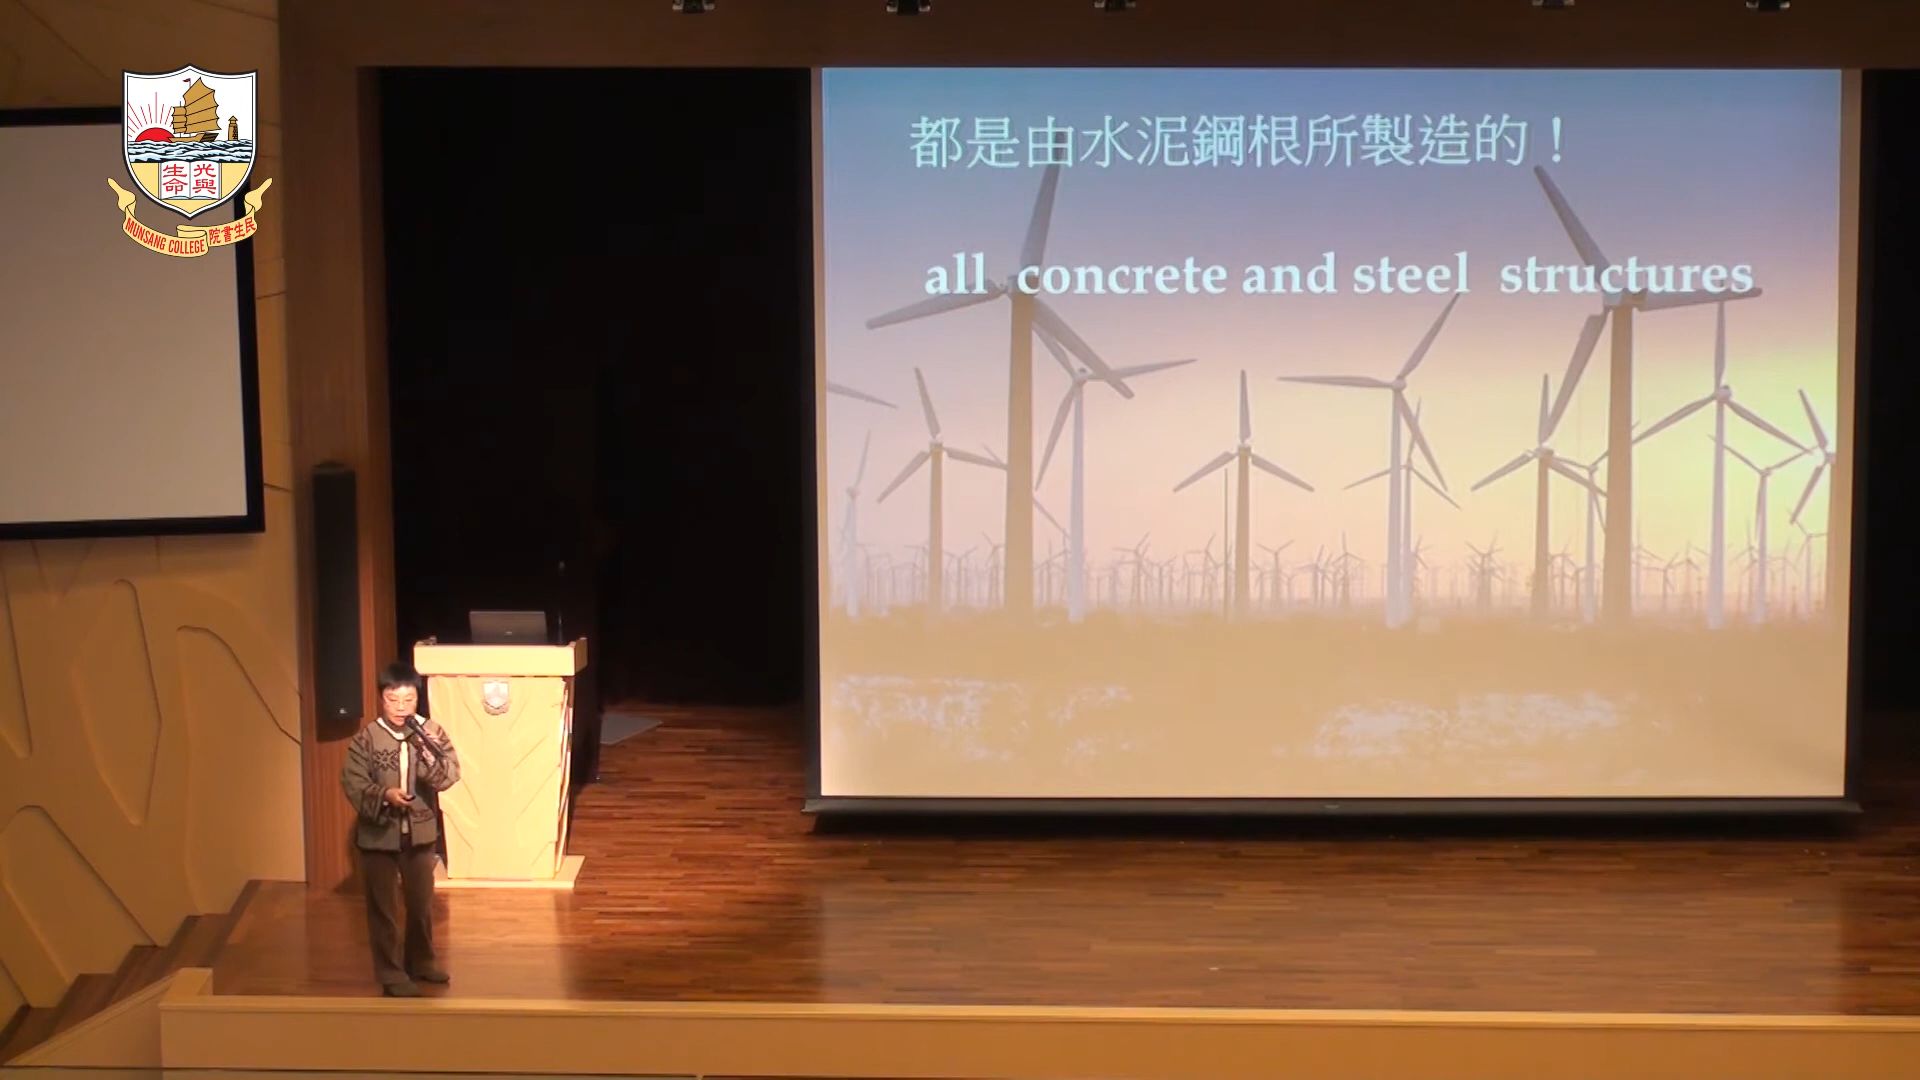 光與
生命
MUNSANG COLLEGE 院書生民
都是由水泥鋼根所製造的！
all concrete and steel structures